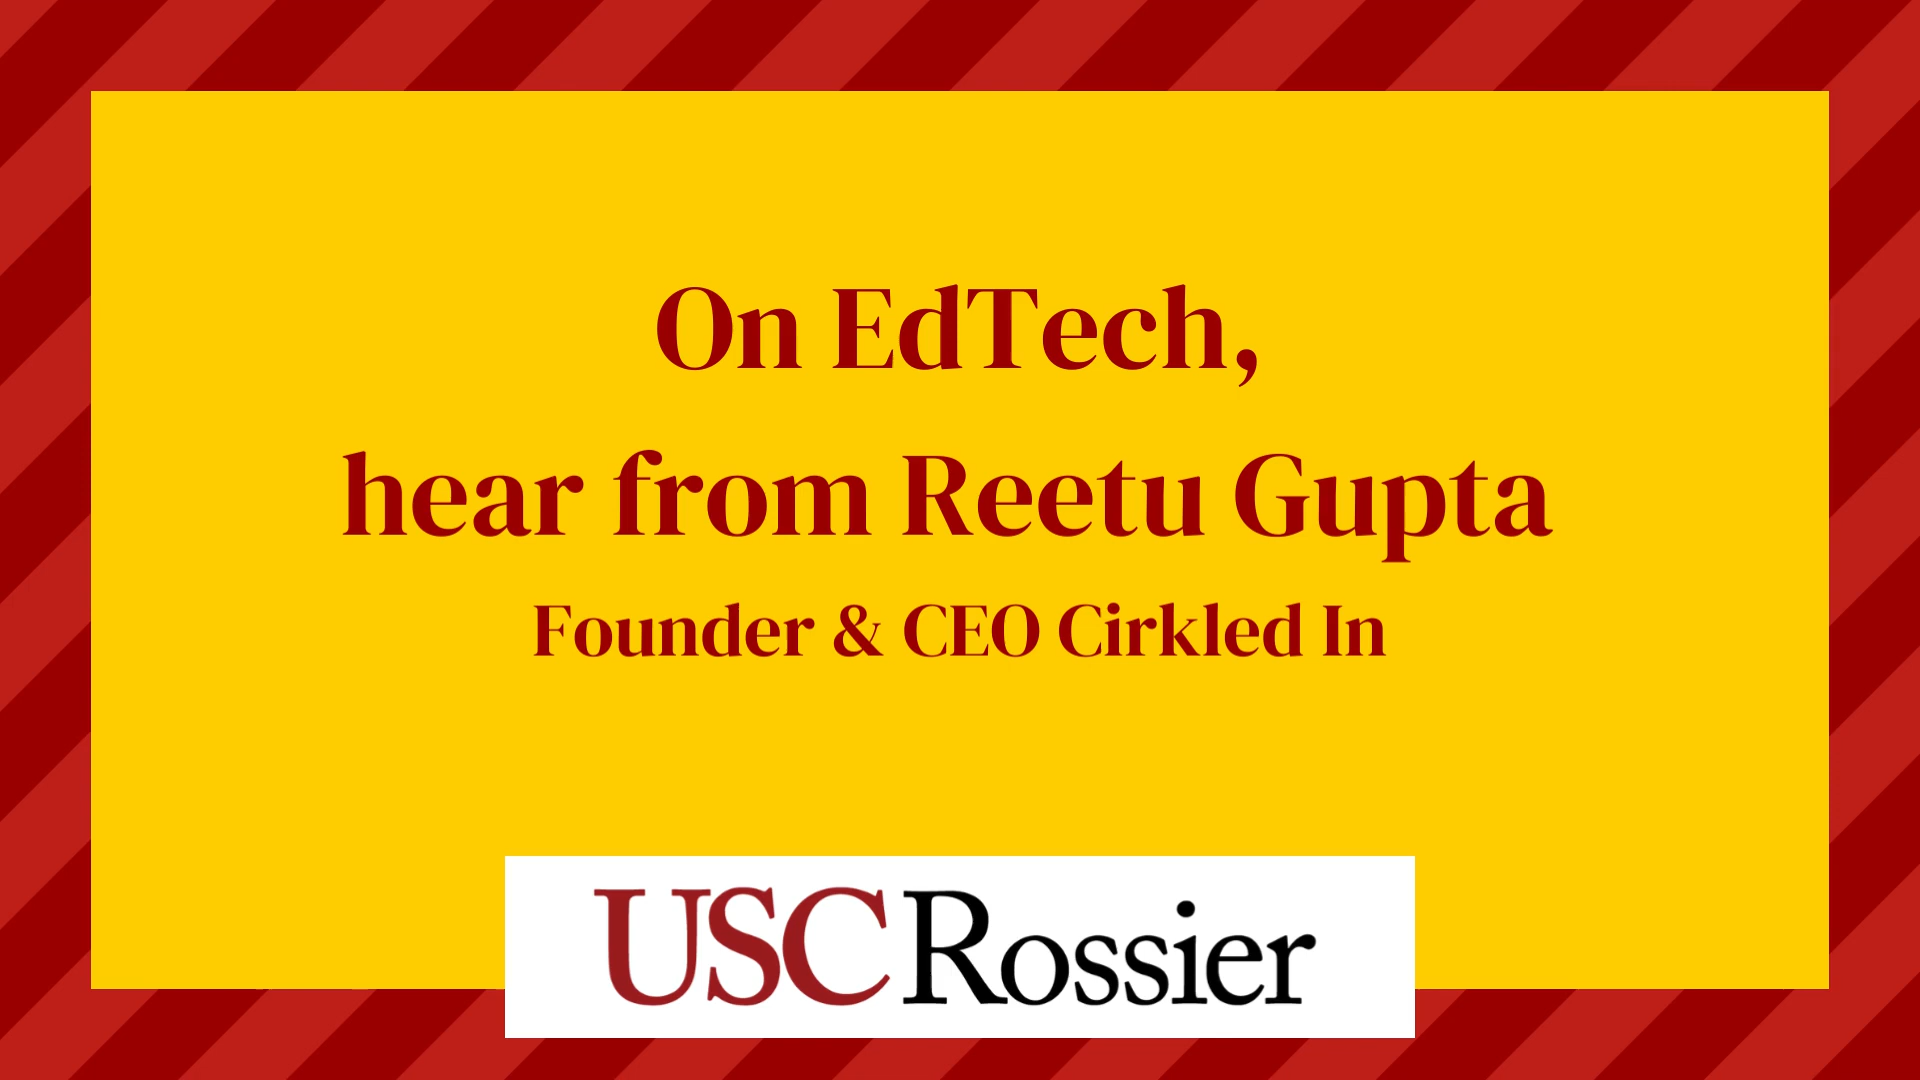 On EdTech,
hear from Reetu Gupta
Founder & CEO Cirkled In
USC Rossier